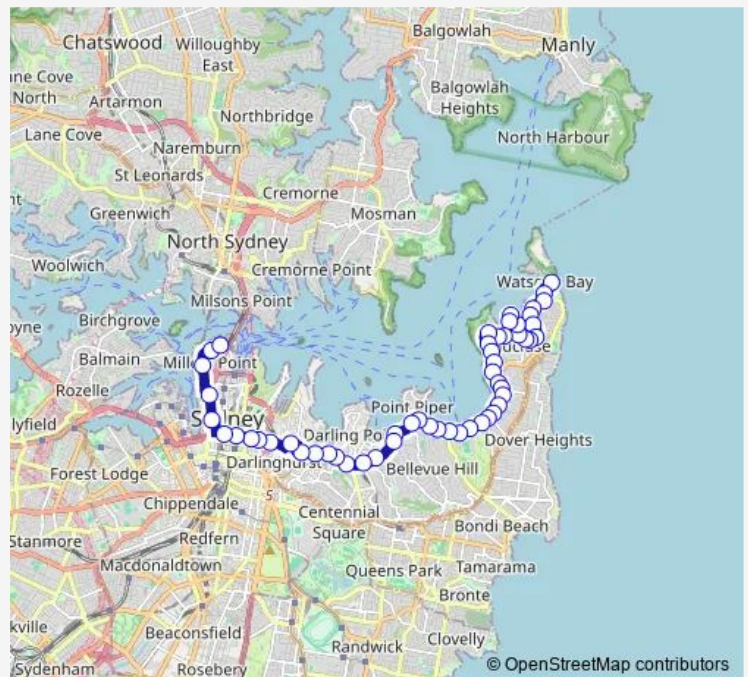 Balgowlah
Chatswood
Willoughby
East
Manly
Cove
North
Artarmon
Balgowlah
Heights
Northbridge
North Harbour
Lane Cove
Naremburn
St Leonards
Cremorne
Greenwich
Mosman
North Sydney
Woolwich
Cremorne Point
Bay
Milsons Point
Birchgrove
Balmain
Point
Rozelle
Point Piper
Darling
Dover Heights
Darlinghurst
Bellevue Hill
Forest Lodge
5
Chippendale
Centennial
Square
Bondi Beach
Stanmore
Redfern
Macdonaldtown
Queens Park
Tamarama
Bronte
Beaconsfield
Clovelly
Randwick
Sydenham
Rosebery
© OpenStreetMap contributors